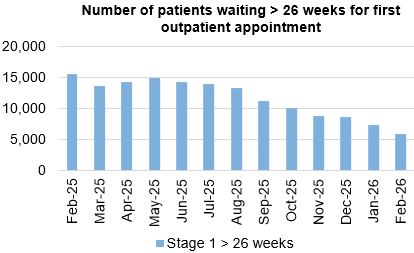 Number of patients waiting > 26 weeks for first
outpatient appointment
20,000
15,000
10,000
5,000
0
Feb-25
Mar-25
Apr-25
May-25
Jun-25
Jul-25
Aug-25
Sep-25
Oct-25
Nov-25
Dec-25
Jan-26
Feb-26
Stage 1 > 26 weeks